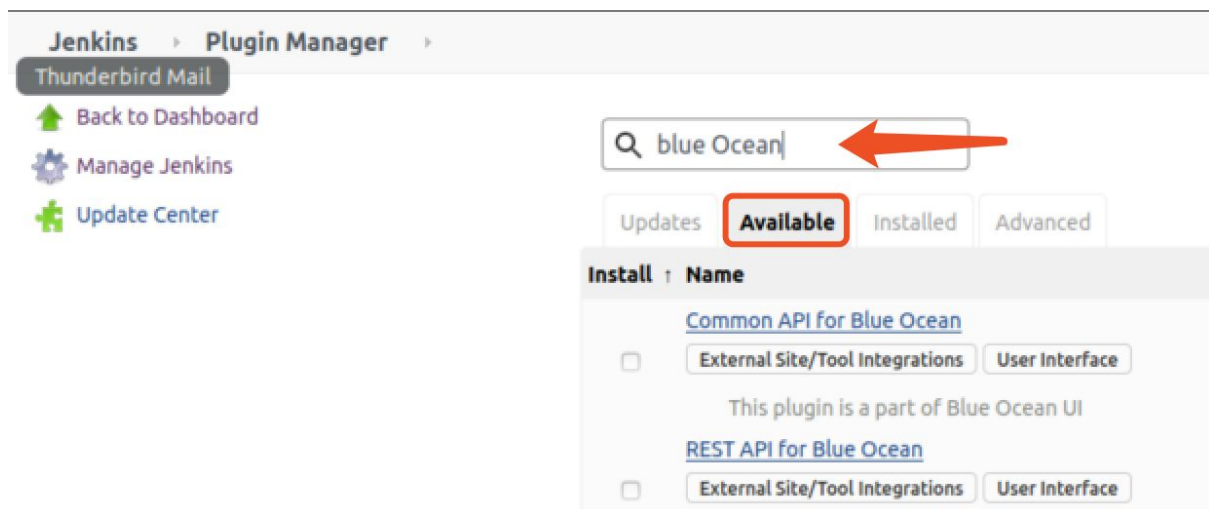 Jenkins Plugin Manager
Thunderbird Mail
Back to Dashboard
Manage Jenkins
Update Center
blue Ocean
Updates Available Installed Advanced
Install ↑ Name
Common API for Blue Ocean
External Site/Tool Integrations User Interface
This plugin is a part of Blue Ocean UI
REST API for Blue Ocean
External Site/Tool Integrations User Interface